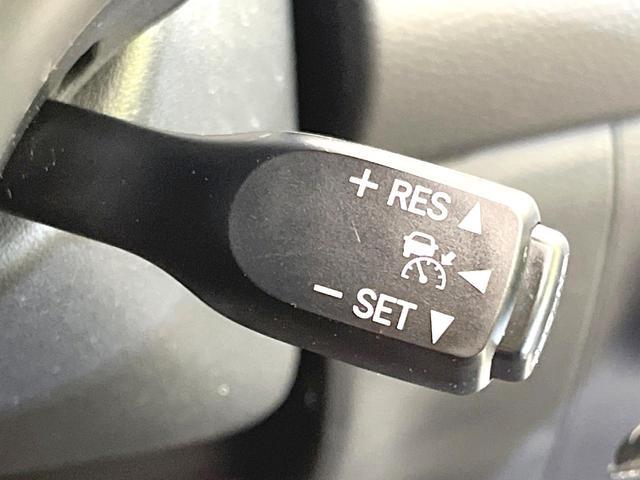 + RES ▲
◀
− SET ▼